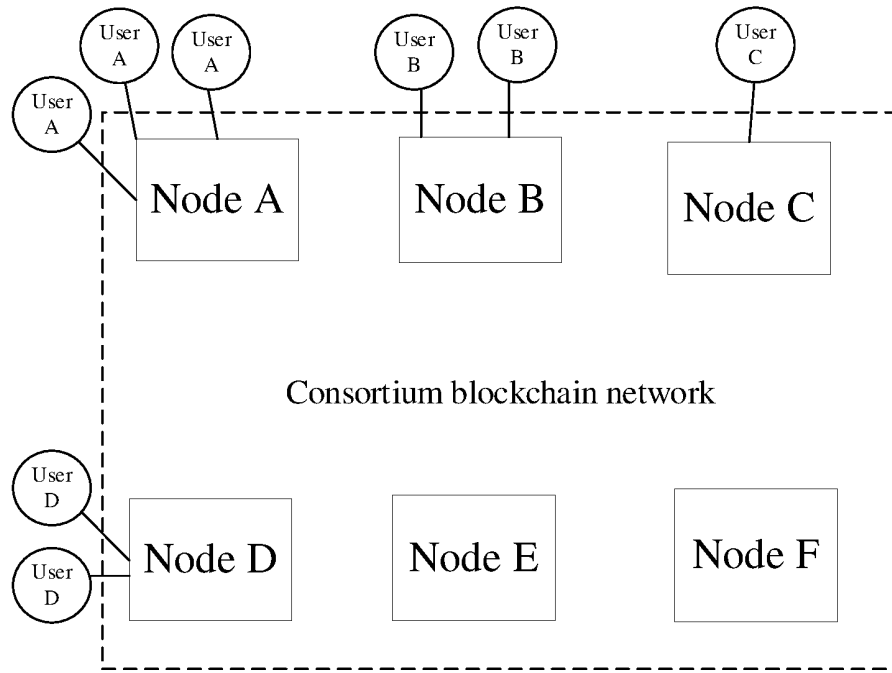 User
A
User
A
User
A
User
B
User
B
User
C
Node A
Node B
Node C
Consortium blockchain network
User
D
User
D
Node D
Node E
Node F